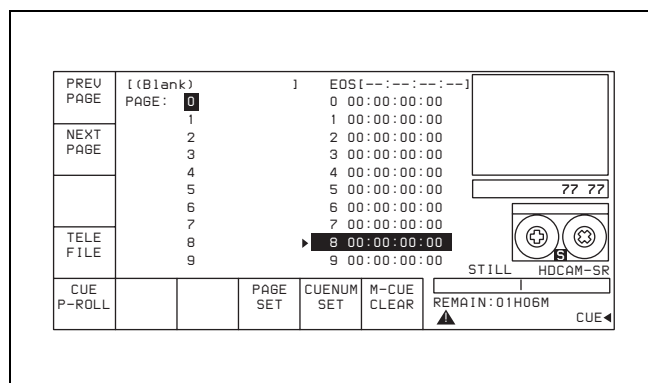 PREV PAGE
NEXT PAGE
TELE FILE
CUE P-ROLL
[(Blank) ] EOS[--:--:--:--]
PAGE: 0 0 00:00:00:00
1 1 00:00:00:00
2 2 00:00:00:00
3 3 00:00:00:00
4 4 00:00:00:00
5 5 00:00:00:00
6 6 00:00:00:00
7 7 00:00:00:00
8 ▶ 8 00:00:00:00
9 9 00:00:00:00
PAGE SET
CUENUM SET
M-CUE CLEAR
77 77
S
STILL HDCAM-SR
REMAIN:01H06M
CUE◀